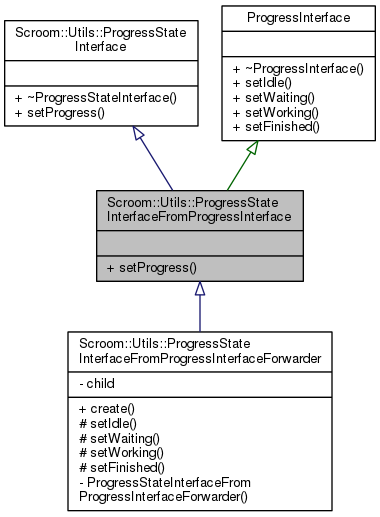 Scroom::Utils::ProgressState
Interface
+ ~ProgressStateInterface()
+ setProgress()
ProgressInterface
+ ~ProgressInterface()
+ setIdle()
+ setWaiting()
+ setWorking()
+ setFinished()
Scroom::Utils::ProgressState
InterfaceFromProgressInterface
+ setProgress()
Scroom::Utils::ProgressState
InterfaceFromProgressInterfaceForwarder
- child
+ create()
# setIdle()
# setWaiting()
# setWorking()
# setFinished()
- ProgressStateInterfaceFrom
ProgressInterfaceForwarder()